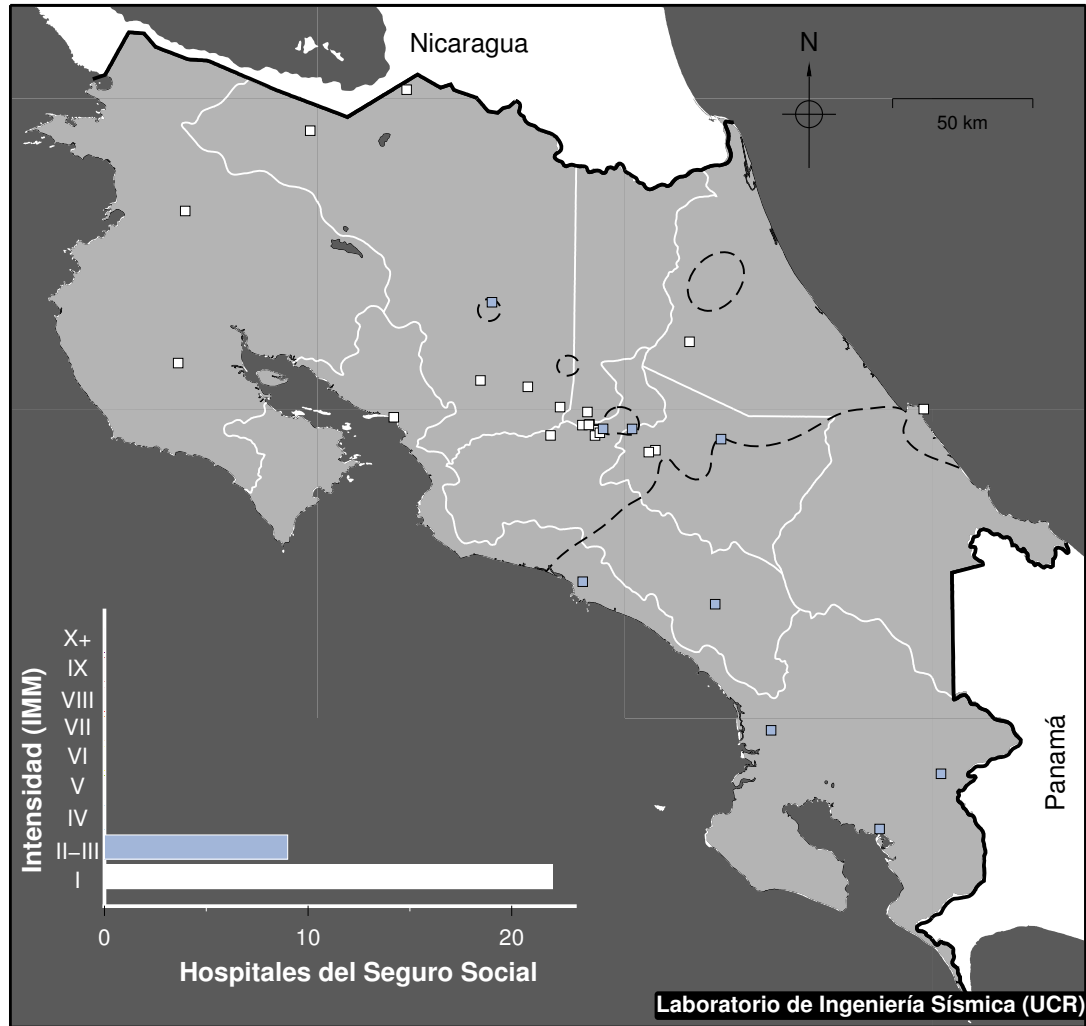 Nicaragua
N
50 km
Panamá
Intensidad (IMM)
X+
IX
VIII
VII
VI
V
IV
II–III
I
0
10
20
Hospitales del Seguro Social
Laboratorio de Ingeniería Sísmica (UCR)